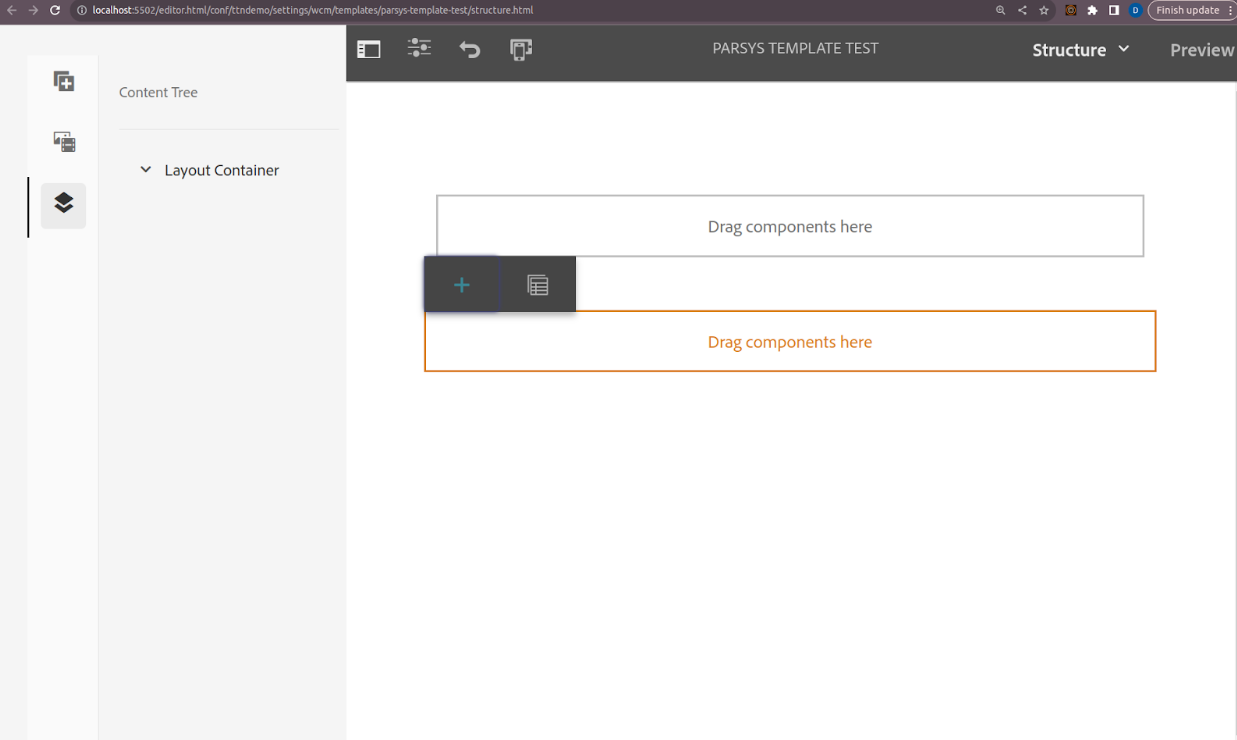 localhost:5502/editor.html/conf/ttndemo/settings/wcm/templates/parsys-template-test/structure.html
D
Finish update
PARSYS TEMPLATE TEST
Structure
Preview
Content Tree
Layout Container
Drag components here
Drag components here